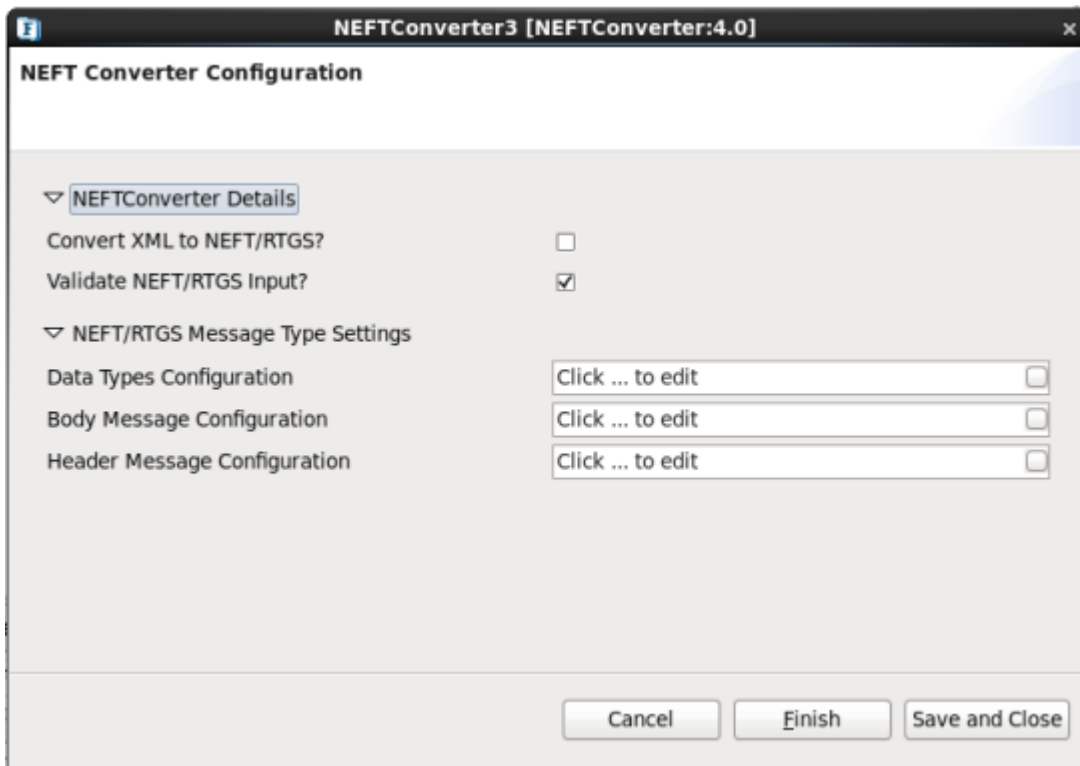 NEFTConverter3 [NEFTConverter:4.0]
NEFT Converter Configuration
NEFTConverter Details
Convert XML to NEFT/RTGS?
Validate NEFT/RTGS Input?
NEFT/RTGS Message Type Settings
Data Types Configuration Click ... to edit
Body Message Configuration Click ... to edit
Header Message Configuration Click ... to edit
Cancel Finish Save and Close